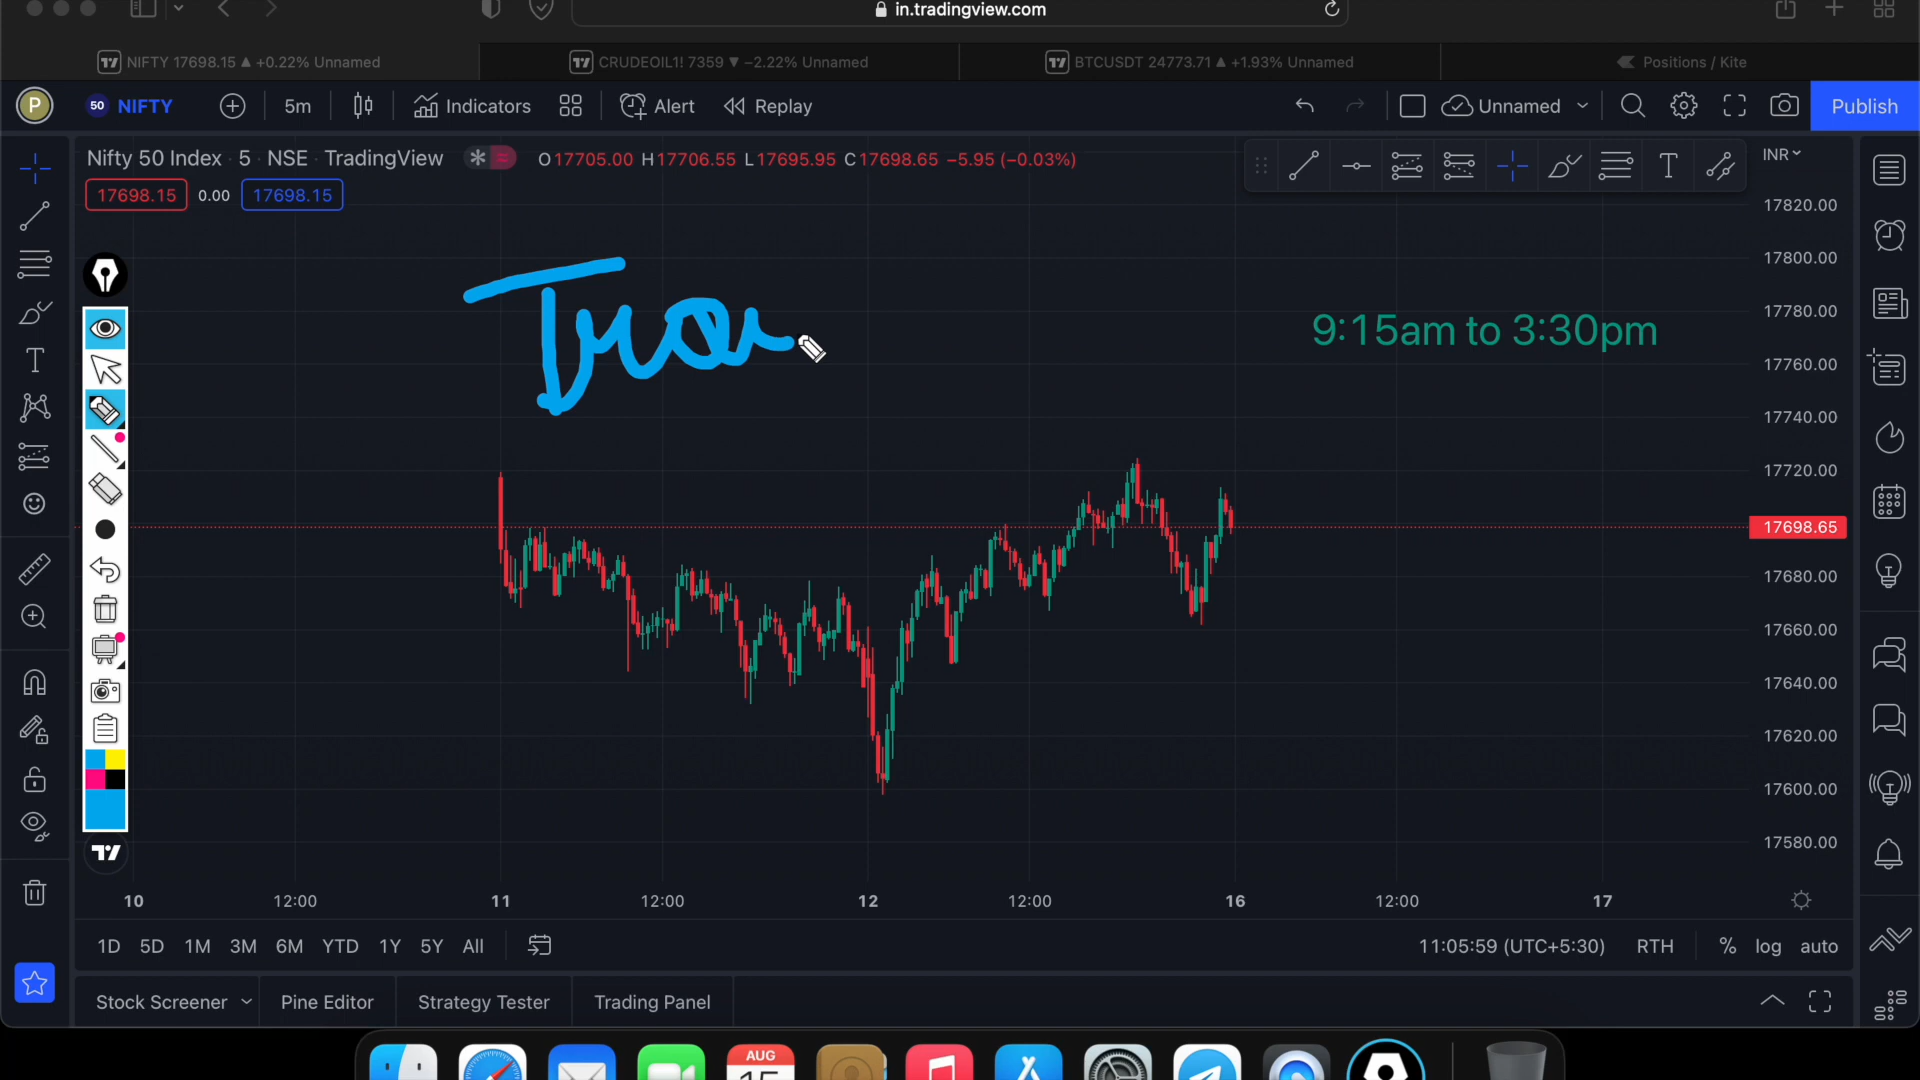 in.tradingview.com
NIFTY 17698.15 ▲ +0.22% Unnamed
CRUDEOIL1! 7359 ▼ −2.22% Unnamed
BTCUSDT 24773.71 ▲ +1.93% Unnamed
Positions / Kite
P
50 NIFTY
5m
Indicators
Alert
Replay
Unnamed
Publish
Nifty 50 Index · 5 · NSE · TradingView
O17705.00 H17706.55 L17695.95 C17698.65 −5.95 (−0.03%)
INR
17698.15 0.00 17698.15
17820.00
17800.00
9:15am to 3:30pm
17780.00
17760.00
17740.00
17720.00
17698.65
17680.00
17660.00
17640.00
17620.00
17600.00
17580.00
10 12:00 11 12:00 12 12:00 16 12:00 17
1D 5D 1M 3M 6M YTD 1Y 5Y All
11:05:59 (UTC+5:30) RTH % log auto
Stock Screener Pine Editor Strategy Tester Trading Panel
AUG